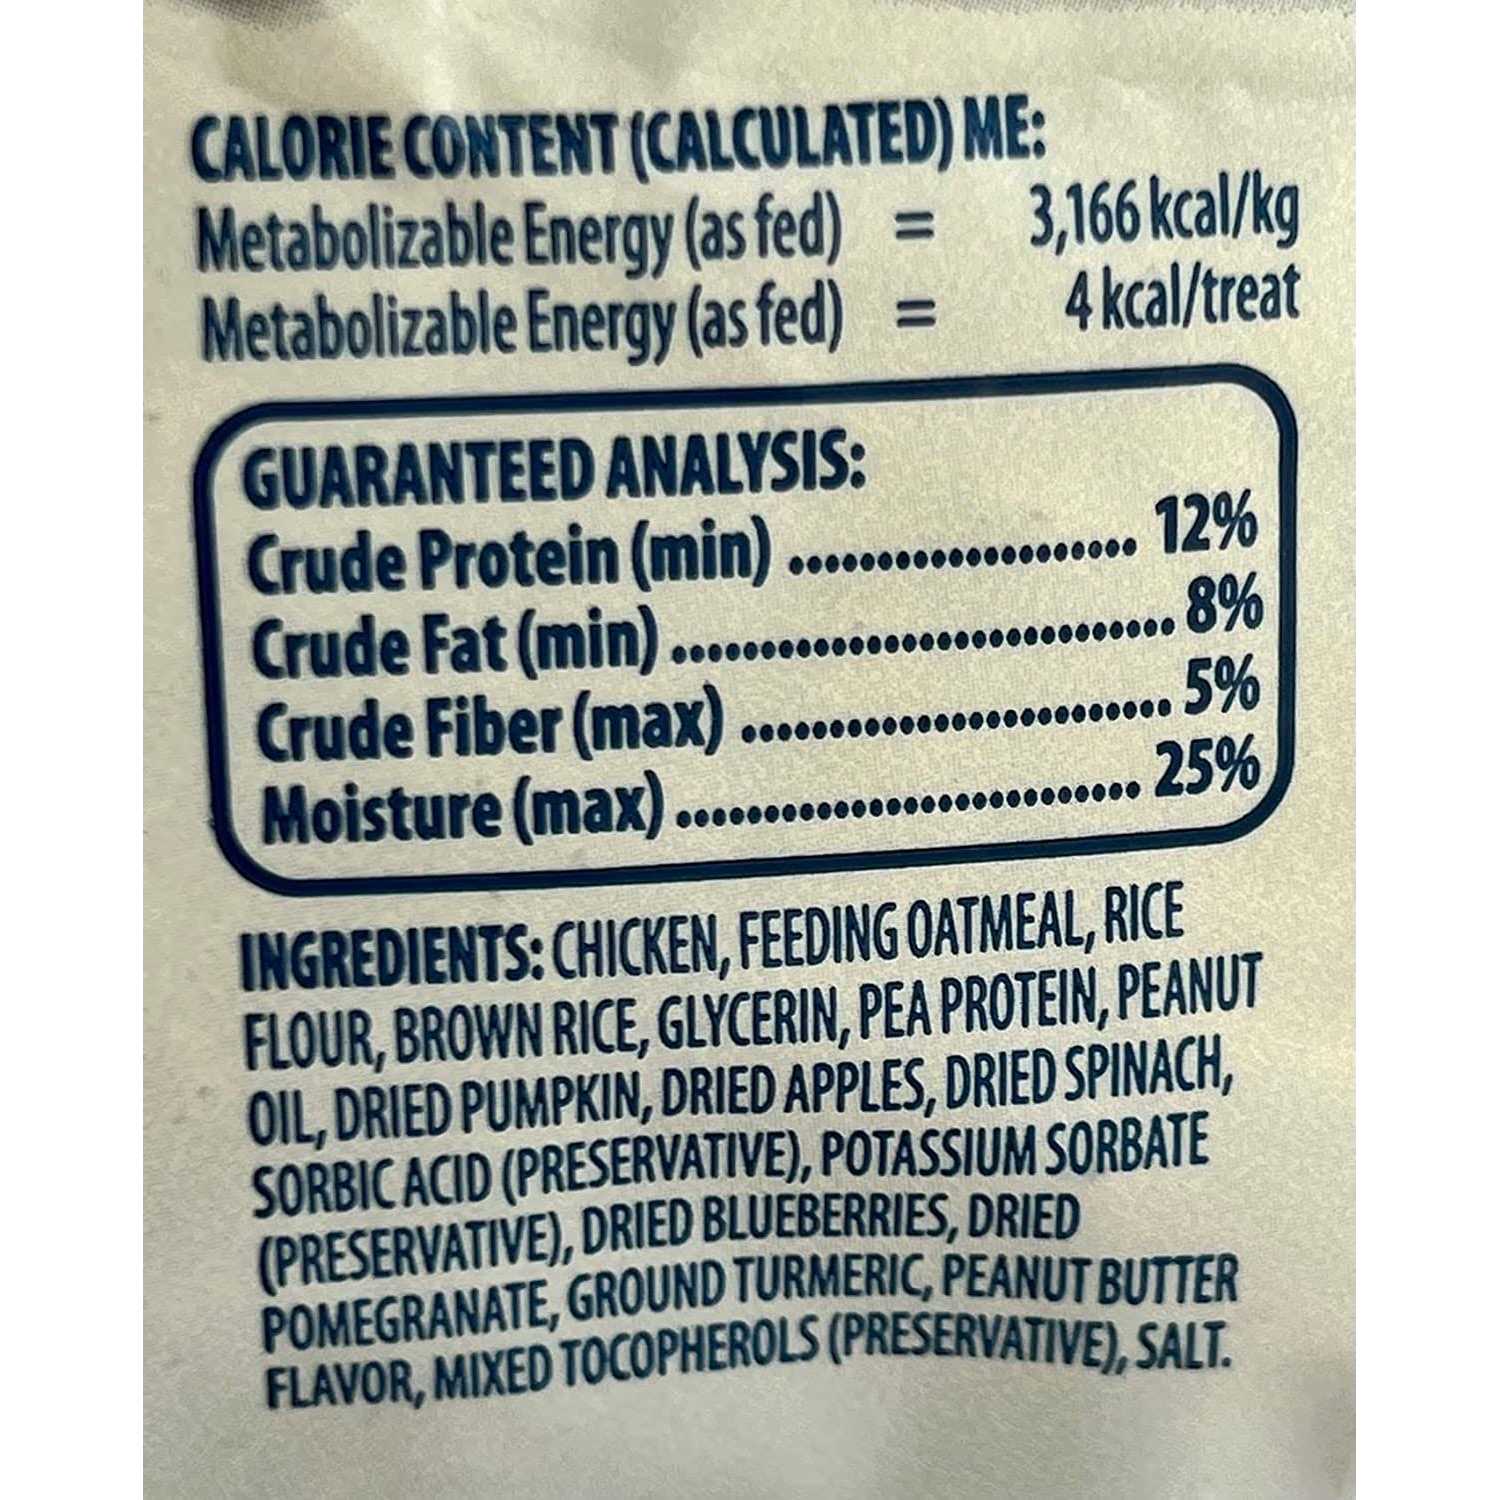 CALORIE CONTENT (CALCULATED) ME:
Metabolizable Energy (as fed) = 3,166 kcal/kg
Metabolizable Energy (as fed) = 4 kcal/treat
GUARANTEED ANALYSIS:
Crude Protein (min) .................... 12%
Crude Fat (min) ............................ 8%
Crude Fiber (max) ........................ 5%
Moisture (max) .......................... 25%
INGREDIENTS: CHICKEN, FEEDING OATMEAL, RICE
FLOUR, BROWN RICE, GLYCERIN, PEA PROTEIN, PEANUT
OIL, DRIED PUMPKIN, DRIED APPLES, DRIED SPINACH,
SORBIC ACID (PRESERVATIVE), POTASSIUM SORBATE
(PRESERVATIVE), DRIED BLUEBERRIES, DRIED
POMEGRANATE, GROUND TURMERIC, PEANUT BUTTER
FLAVOR, MIXED TOCOPHEROLS (PRESERVATIVE), SALT.